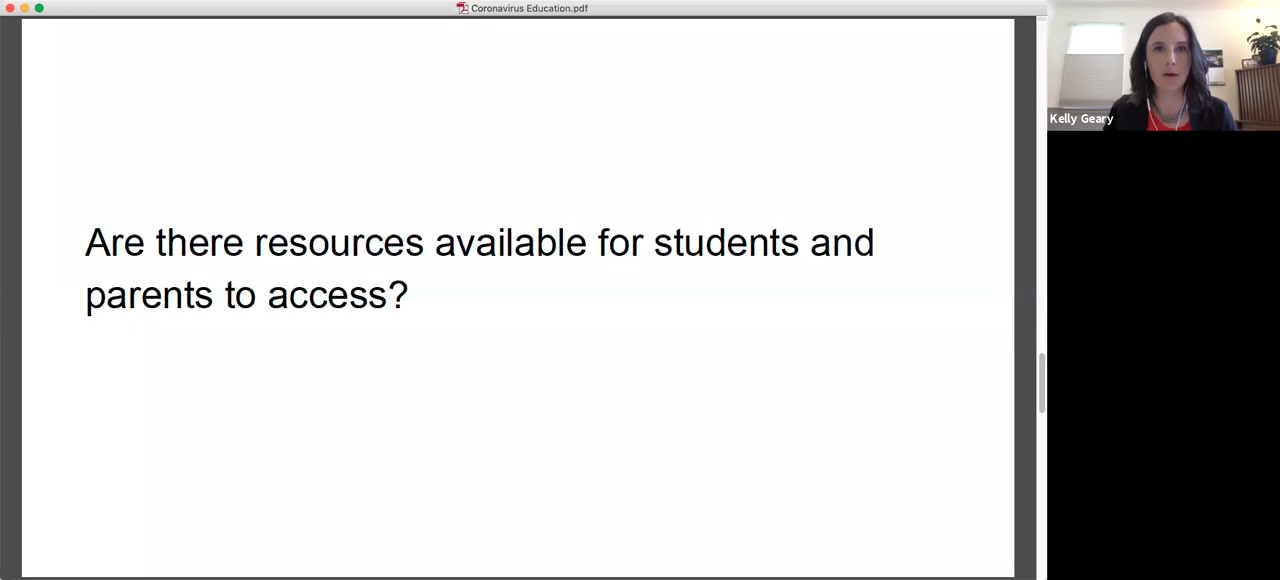 Coronavirus Education.pdf
Are there resources available for students and
parents to access?
Kelly Geary